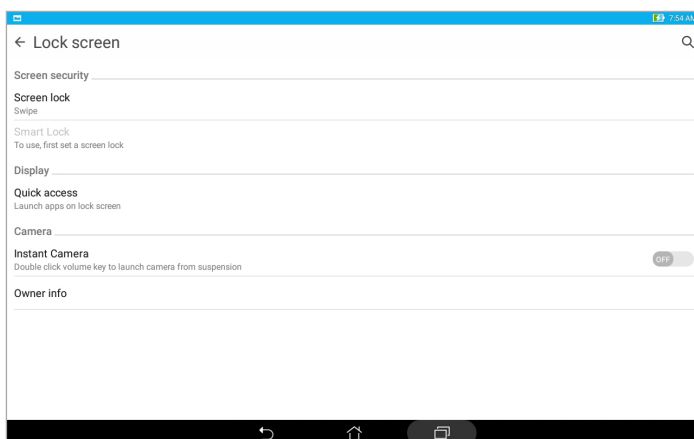 7:54 AM
Lock screen
Screen security
Screen lock
Swipe
Smart Lock
To use, first set a screen lock
Display
Quick access
Launch apps on lock screen
Camera
Instant Camera
Double click volume key to launch camera from suspension
OFF
Owner info